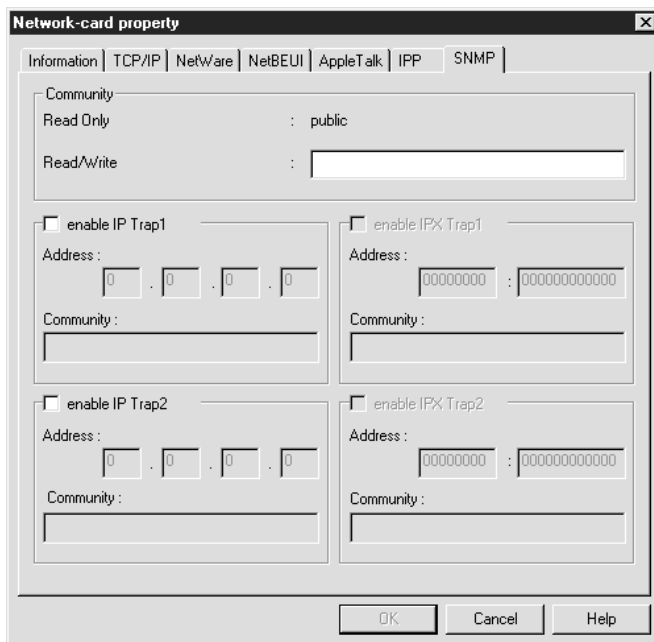 Network-card property
Information TCP/IP NetWare NetBEUI AppleTalk IPP SNMP
Community
Read Only : public
Read/Write :
enable IP Trap1 enable IPX Trap1
Address : Address :
0 . 0 . 0 . 0 00000000 : 000000000000
Community : Community :
enable IP Trap2 enable IPX Trap2
Address : Address :
0 . 0 . 0 . 0 00000000 : 000000000000
Community : Community :
OK Cancel Help